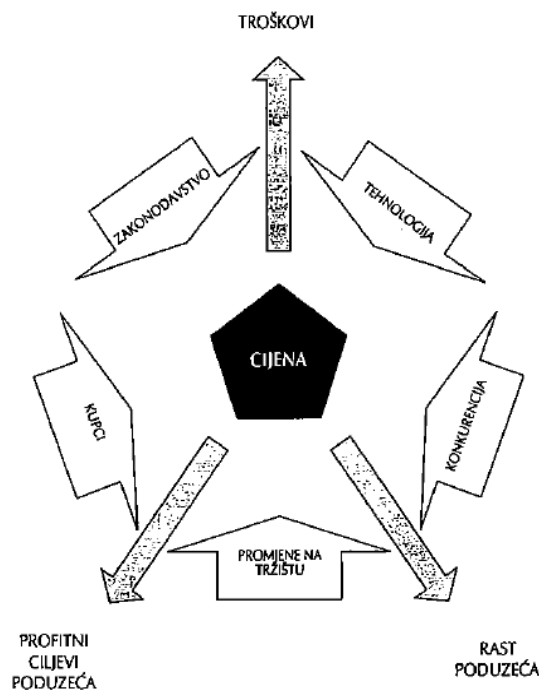 TROŠKOVI
ZAKONODAVSTVO
TEHNOLOGIJA
CIJENA
KUPCI
KONKURENCIJA
PROMJENE NA
TRŽIŠTU
PROFITNI
CILJEVI
PODUZEĆA
RAST
PODUZEĆA